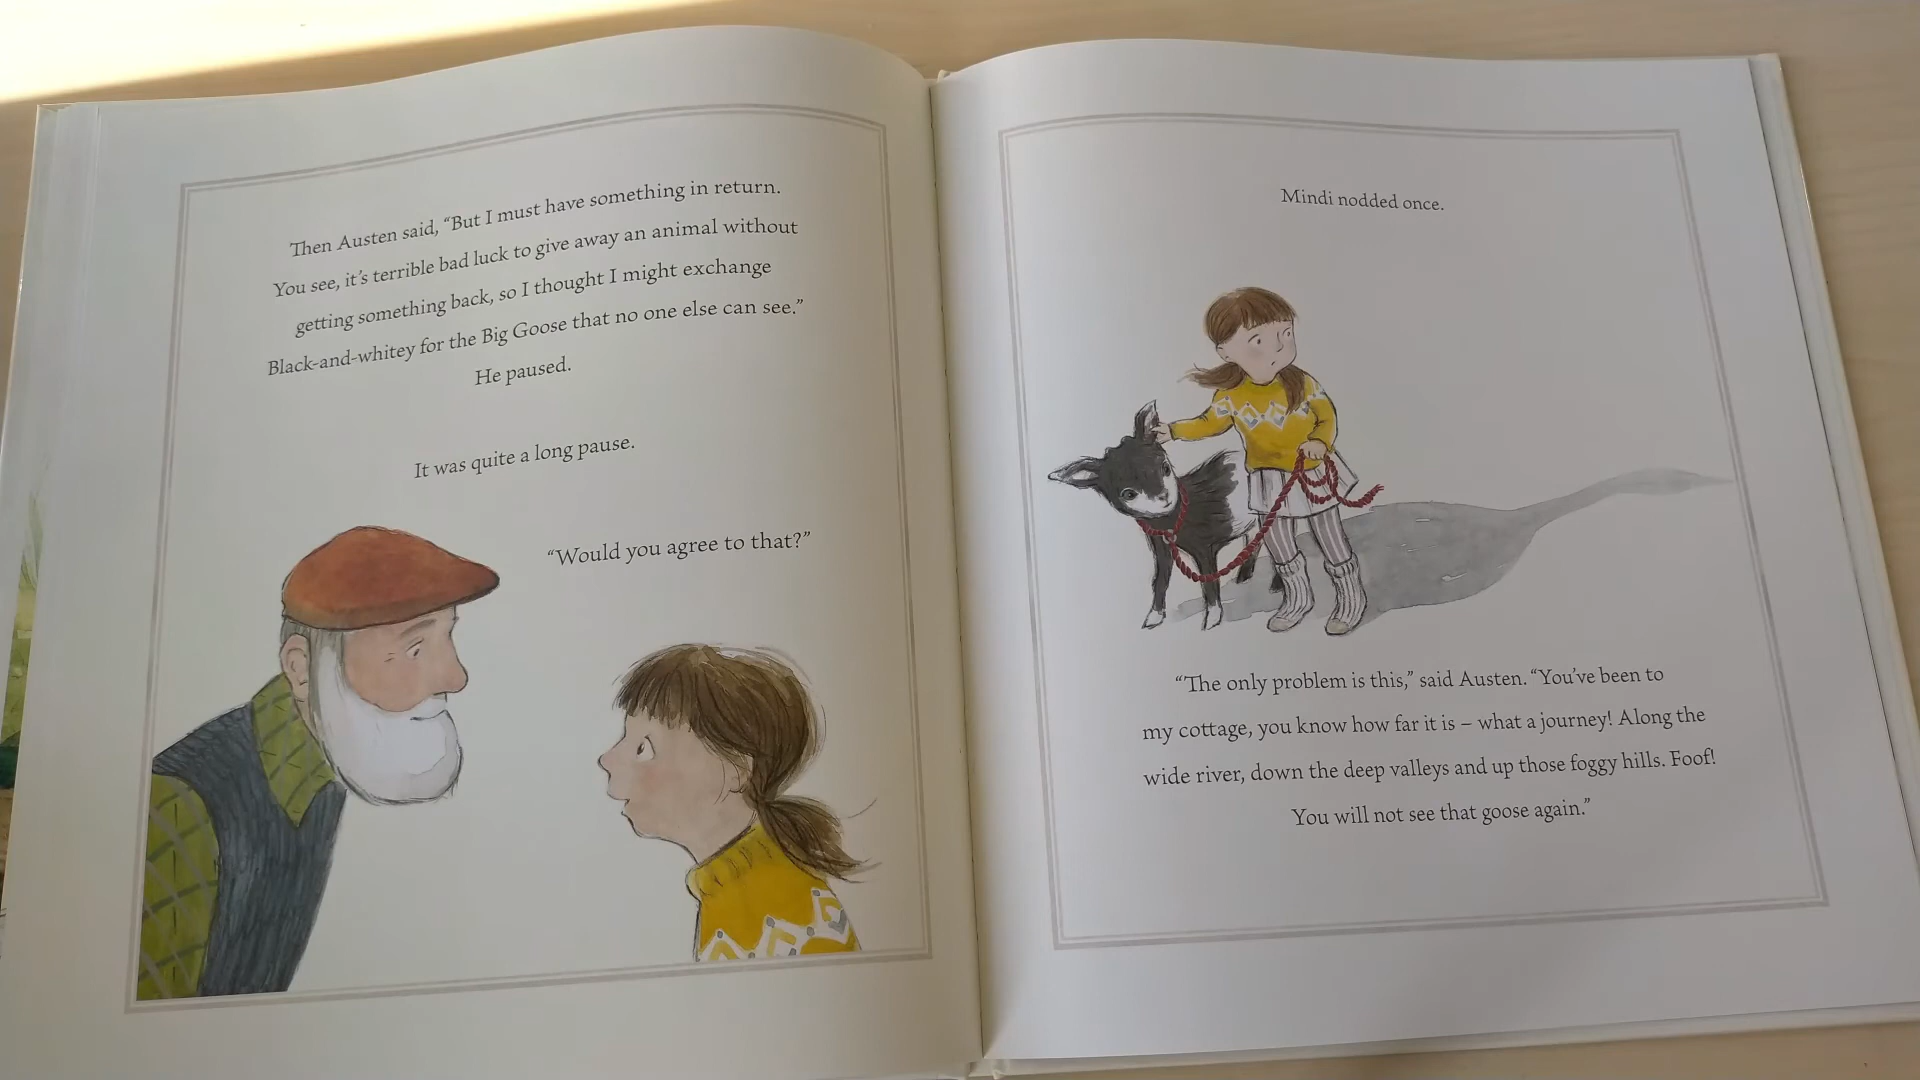 Then Austen said, “But I must have something in return.
You see, it’s terrible bad luck to give away an animal without
getting something back, so I thought I might exchange
Black-and-whitey for the Big Goose that no one else can see.”
He paused.
It was quite a long pause.
“Would you agree to that?”
Mindi nodded once.
“The only problem is this,” said Austen. “You’ve been to
my cottage, you know how far it is – what a journey! Along the
wide river, down the deep valleys and up those foggy hills. Foof!
You will not see that goose again.”